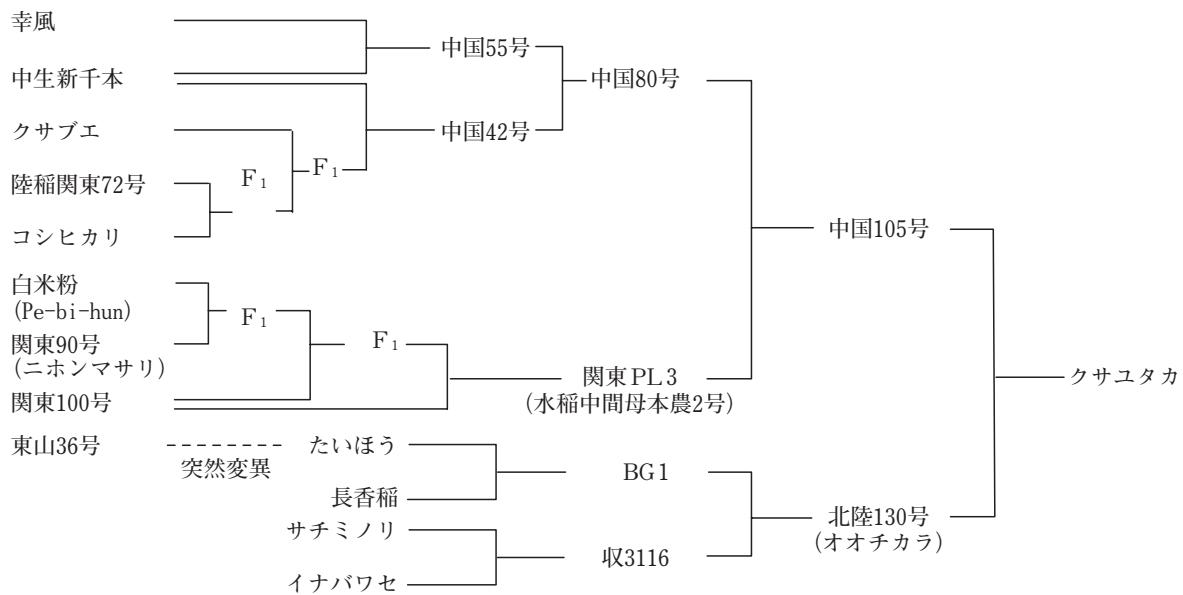 幸風
中国55号
中生新千本
中国80号
クサブエ
中国42号
F₁
F₁
陸稲関東72号
コシヒカリ
中国105号
白米粉
(Pe-bi-hun)
F₁
関東90号
(ニホンマサリ)
F₁
関東PL3
(水稲中間母本農2号)
クサユタカ
関東100号
東山36号
突然変異
たいほう
BG1
長香稲
北陸130号
(オオチカラ)
サチミノリ
収3116
イナバワセ